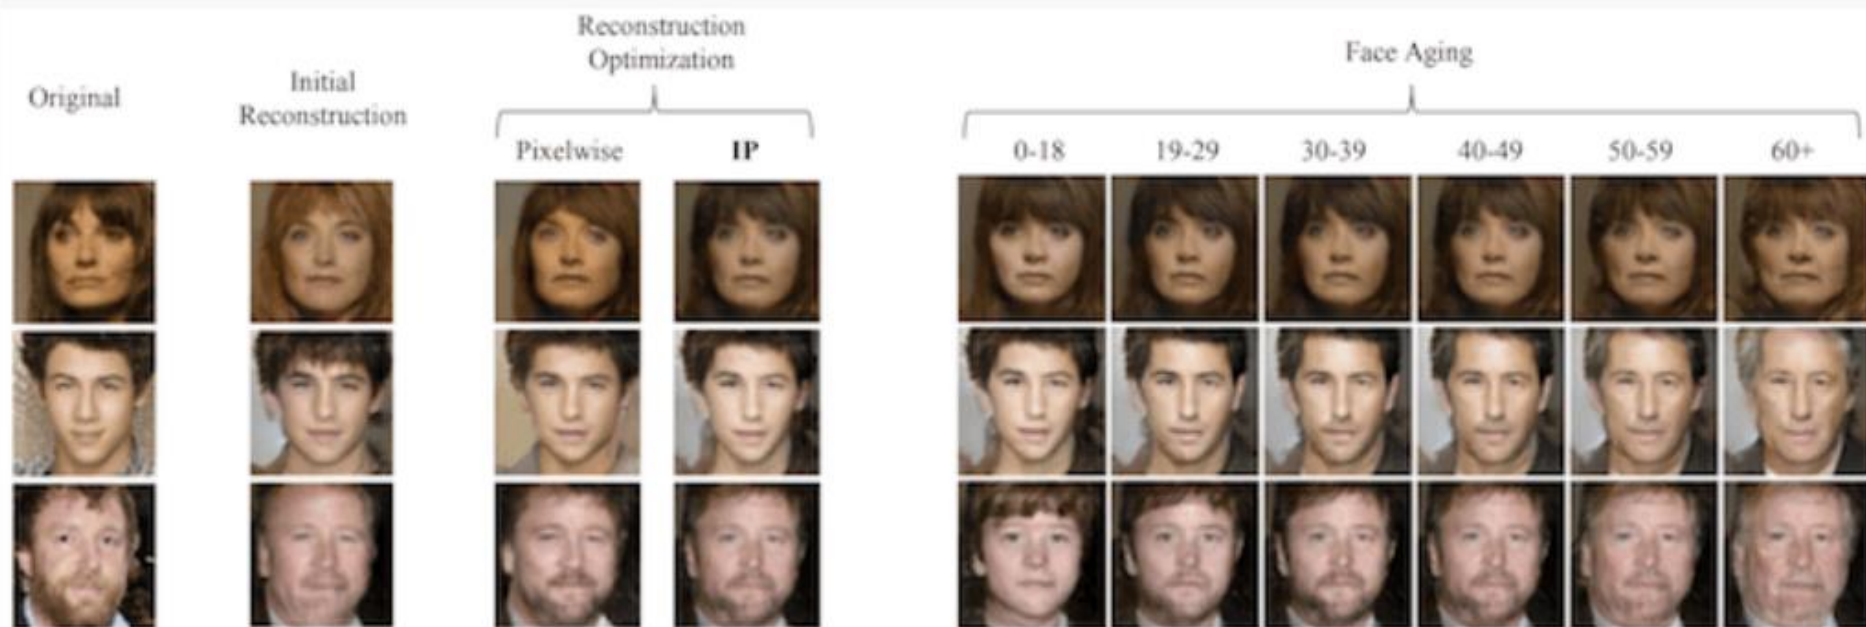 Reconstruction
Optimization
Face Aging
Original
Initial
Reconstruction
Pixelwise
IP
0-18
19-29
30-39
40-49
50-59
60+